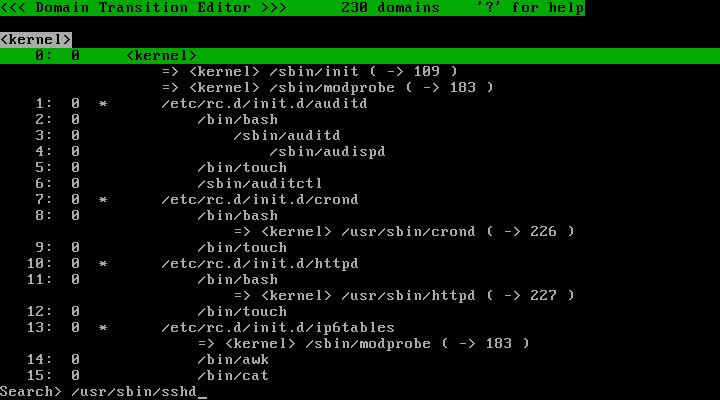 <<< Domain Transition Editor >>>      230 domains    '?' for help
<kernel>
    0:  0     <kernel>
                  => <kernel> /sbin/init ( -> 109 )
                  => <kernel> /sbin/modprobe ( -> 183 )
    1:  0  *      /etc/rc.d/init.d/auditd
    2:  0             /bin/bash
    3:  0                 /sbin/auditd
    4:  0                     /sbin/audispd
    5:  0             /bin/touch
    6:  0             /sbin/auditctl
    7:  0  *      /etc/rc.d/init.d/crond
    8:  0             /bin/bash
                          => <kernel> /usr/sbin/crond ( -> 226 )
    9:  0             /bin/touch
   10:  0  *      /etc/rc.d/init.d/httpd
   11:  0             /bin/bash
                          => <kernel> /usr/sbin/httpd ( -> 227 )
   12:  0             /bin/touch
   13:  0  *      /etc/rc.d/init.d/ip6tables
                      => <kernel> /sbin/modprobe ( -> 183 )
   14:  0             /bin/awk
   15:  0             /bin/cat
Search> /usr/sbin/sshd_